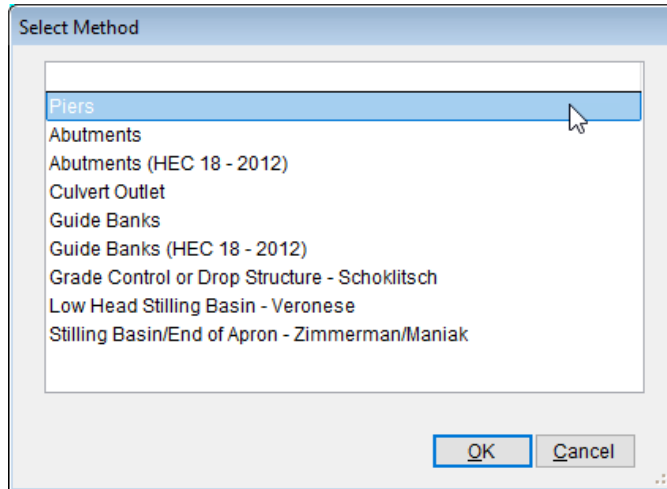 Select Method
Piers
Abutments
Abutments (HEC 18 - 2012)
Culvert Outlet
Guide Banks
Guide Banks (HEC 18 - 2012)
Grade Control or Drop Structure - Schoklitsch
Low Head Stilling Basin - Veronese
Stilling Basin/End of Apron - Zimmerman/Maniak
OK Cancel